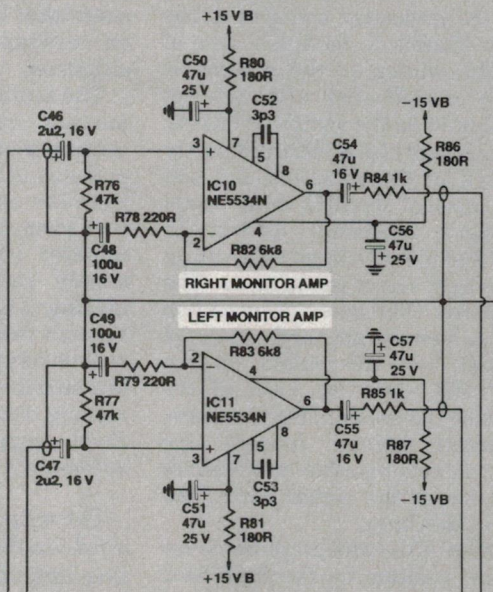 +15 V B
C50
47u
25 V
R80
180R
C52
3p3
−15 VB
C46
2u2, 16 V
3
+
7
5
8
C54
47u
16 V
R84 1k
R86
180R
R76
47k
IC10
NE5534N
6
R78 220R
2
−
4
C48
100u
16 V
R82 6k8
C56
47u
25 V
RIGHT MONITOR AMP
LEFT MONITOR AMP
C49
100u
16 V
R83 6k8
C57
47u
25 V
R79 220R
2
−
4
R85 1k
R77
47k
IC11
NE5534N
6
C55
47u
16 V
R87
180R
C47
2u2, 16 V
3
+
7
5
8
C53
3p3
C51
47u
25 V
R81
180R
−15 VB
+15 V B